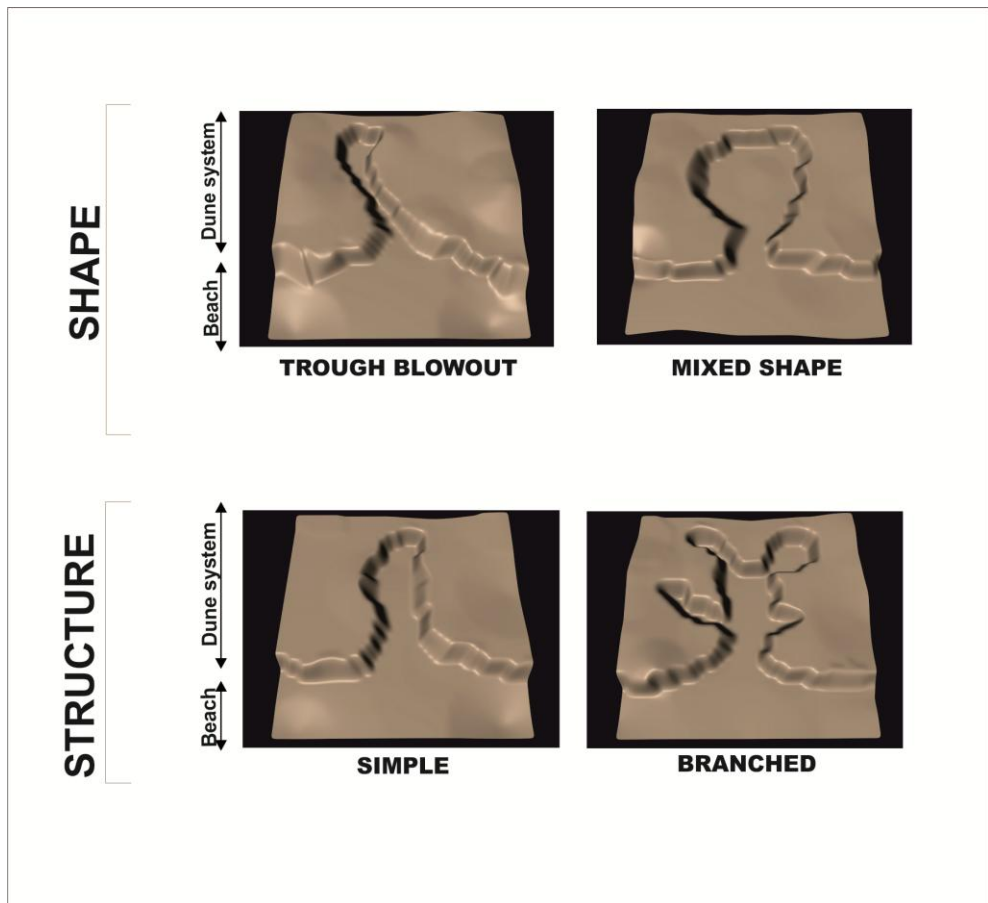 SHAPE
Dune system
Beach
TROUGH BLOWOUT
MIXED SHAPE
STRUCTURE
Dune system
Beach
SIMPLE
BRANCHED